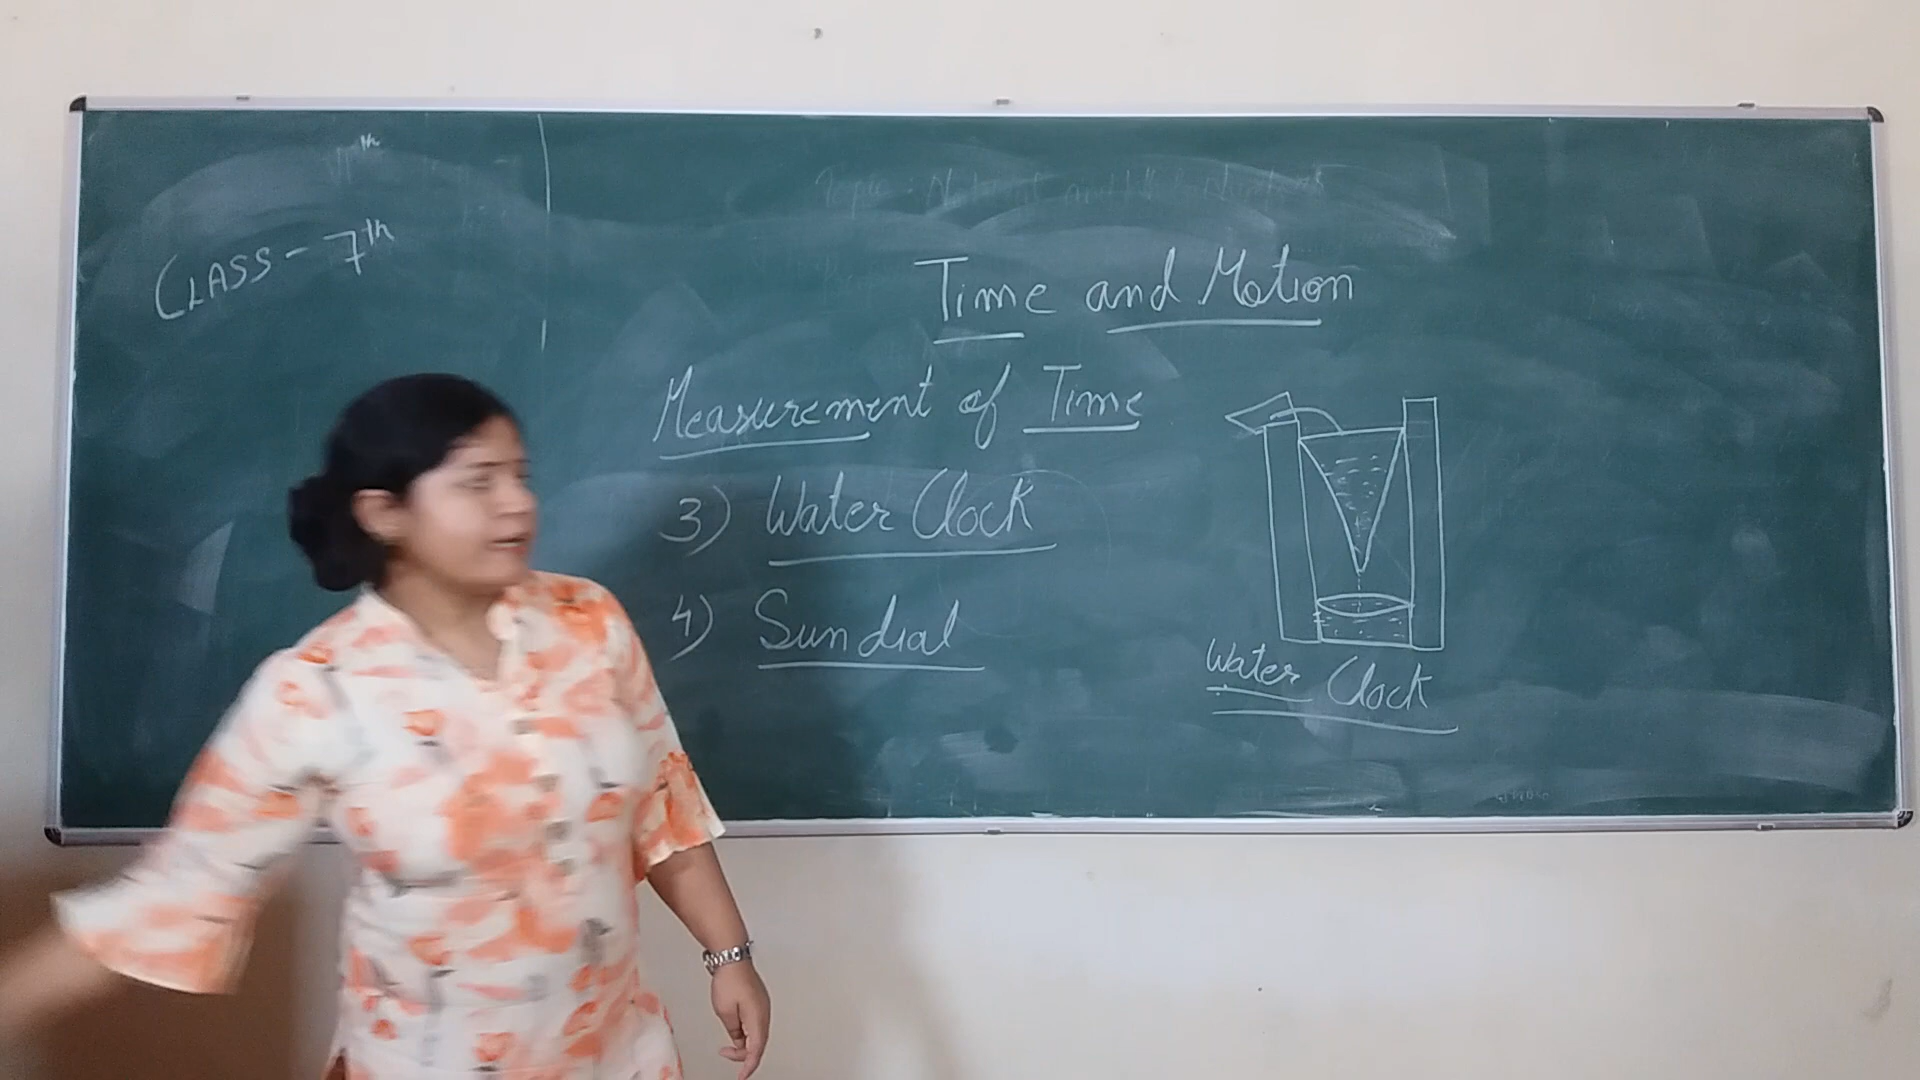 CLASS - 7th
Time and Motion
Measurement of Time
3) Water Clock
4) Sundial
Water Clock